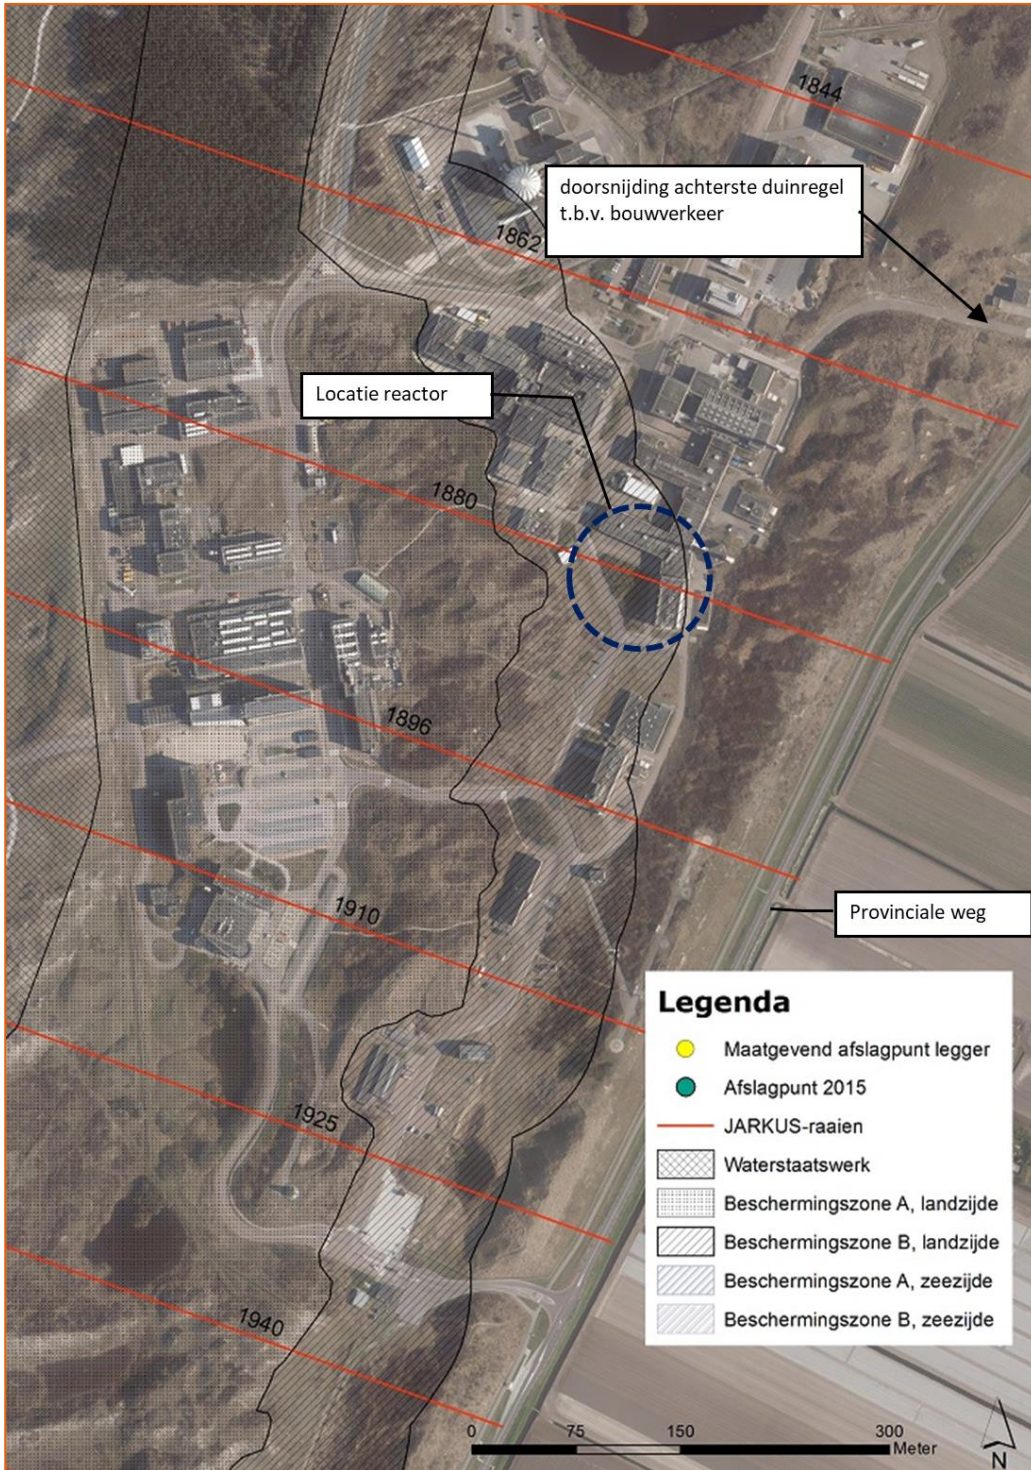 1844
doorsnijding achterste duinregel
t.b.v. bouwverkeer
1862
Locatie reactor
1880
1896
1910
Provinciale weg
Legenda
Maatgevend afslagpunt legger
Afslagpunt 2015
JARKUS-raaien
Waterstaatswerk
Beschermingszone A, landzijde
Beschermingszone B, landzijde
Beschermingszone A, zeezijde
Beschermingszone B, zeezijde
1925
1940
0 75 150 300
Meter
N